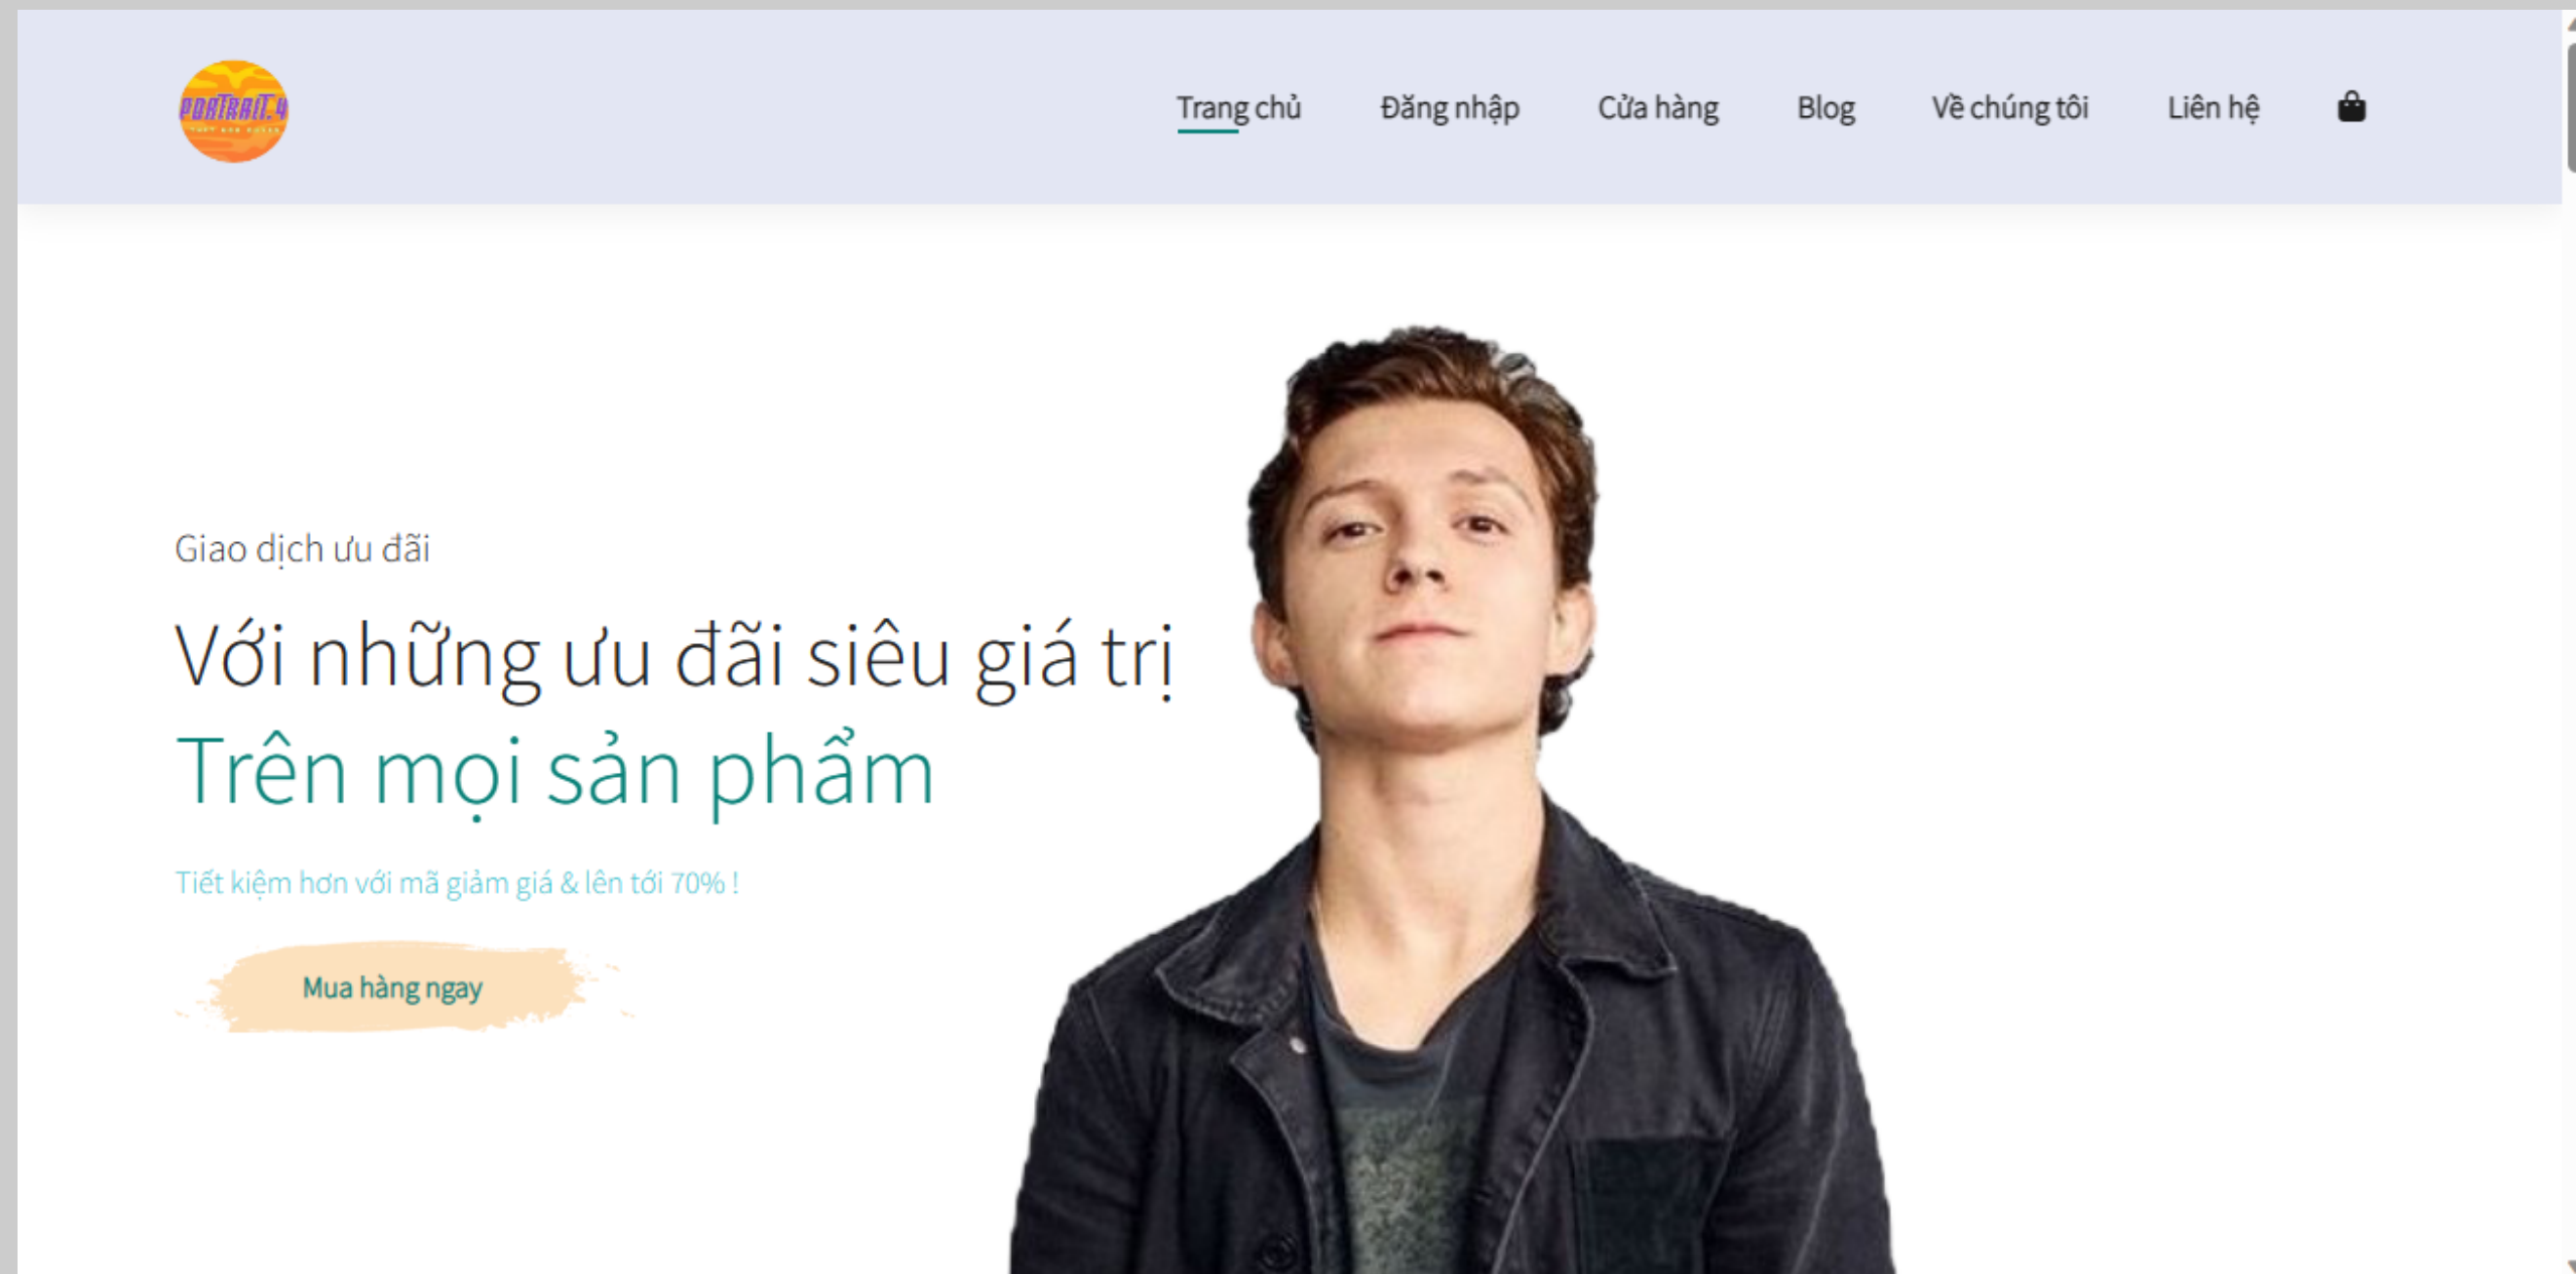 PORTRAIT.4
Trang chủ Đăng nhập Cửa hàng Blog Về chúng tôi Liên hệ
Giao dịch ưu đãi
Với những ưu đãi siêu giá trị
Trên mọi sản phẩm
Tiết kiệm hơn với mã giảm giá & lên tới 70% !
Mua hàng ngay